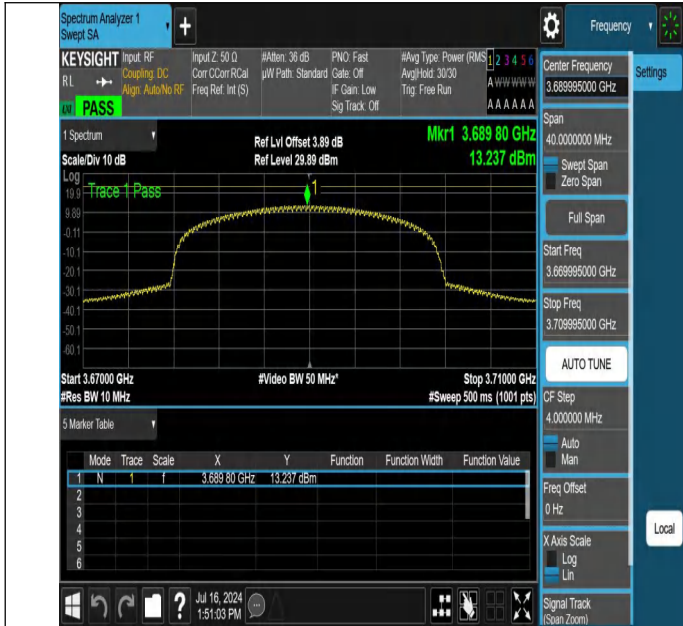 Spectrum Analyzer 1
Swept SA
+
Frequency
KEYSIGHT
Input: RF
Coupling: DC
Align: Auto/No RF
Input Z: 50 Ω
Corr CCorr RCal
Freq Ref: Int (S)
#Atten: 36 dB
µW Path: Standard
PNO: Fast
Gate: Off
IF Gain: Low
Sig Track: Off
#Avg Type: Power (RMS
Avg|Hold: 30/30
Trig: Free Run
1 2 3 4 5 6
A W W W W W
A A A A A A
RL
PASS
1 Spectrum
Scale/Div 10 dB
Ref Lvl Offset 3.89 dB
Ref Level 29.89 dBm
Mkr1 3.689 80 GHz
13.237 dBm
Log
Trace 1 Pass
1
19.9
9.89
-0.11
-10.1
-20.1
-30.1
-40.1
-50.1
-60.1
Start 3.67000 GHz
#Res BW 10 MHz
#Video BW 50 MHz*
Stop 3.71000 GHz
#Sweep 500 ms (1001 pts)
5 Marker Table
Mode Trace Scale X Y Function Function Width Function Value
1 N 1 f 3.689 80 GHz 13.237 dBm
2
3
4
5
6
?
Jul 16, 2024
1:51:03 PM
Center Frequency
3.689995000 GHz
Settings
Span
40.0000000 MHz
Swept Span
Zero Span
Full Span
Start Freq
3.669995000 GHz
Stop Freq
3.709995000 GHz
AUTO TUNE
CF Step
4.000000 MHz
Auto
Man
Freq Offset
0 Hz
Local
X Axis Scale
Log
Lin
Signal Track
(Span Zoom)